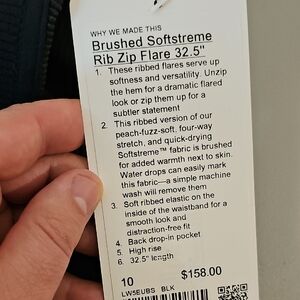 WHY WE MADE THIS
Brushed Softstreme
Rib Zip Flare 32.5"
1. These ribbed flares serve up
softness and versatility. Unzip
the hem for a dramatic flared
look or zip them up for a
subtler statement
2. This ribbed version of our
peach-fuzz-soft, four-way
stretch, and quick-drying
Softstreme™ fabric is brushed
for added warmth next to skin.
Water drops can easily mark
this fabric—a simple machine
wash will remove them
3. Soft ribbed elastic on the
inside of the waistband for a
smooth look and
distraction-free fit
4. Back drop-in pocket
5. High rise
6. 32.5" length
10 $158.00
LW5EUBS BLK